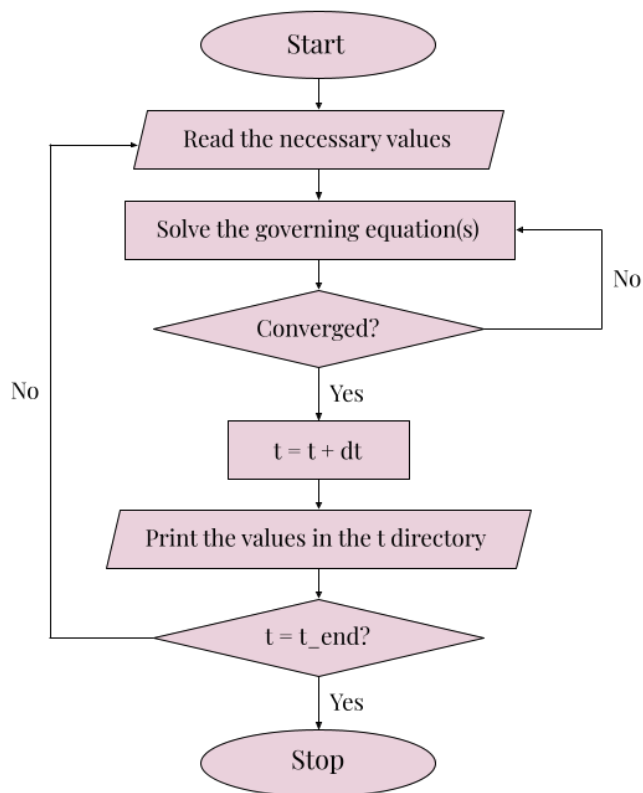 Start
Read the necessary values
Solve the governing equation(s)
No
Converged?
No
Yes
t = t + dt
Print the values in the t directory
t = t_end?
Yes
Stop